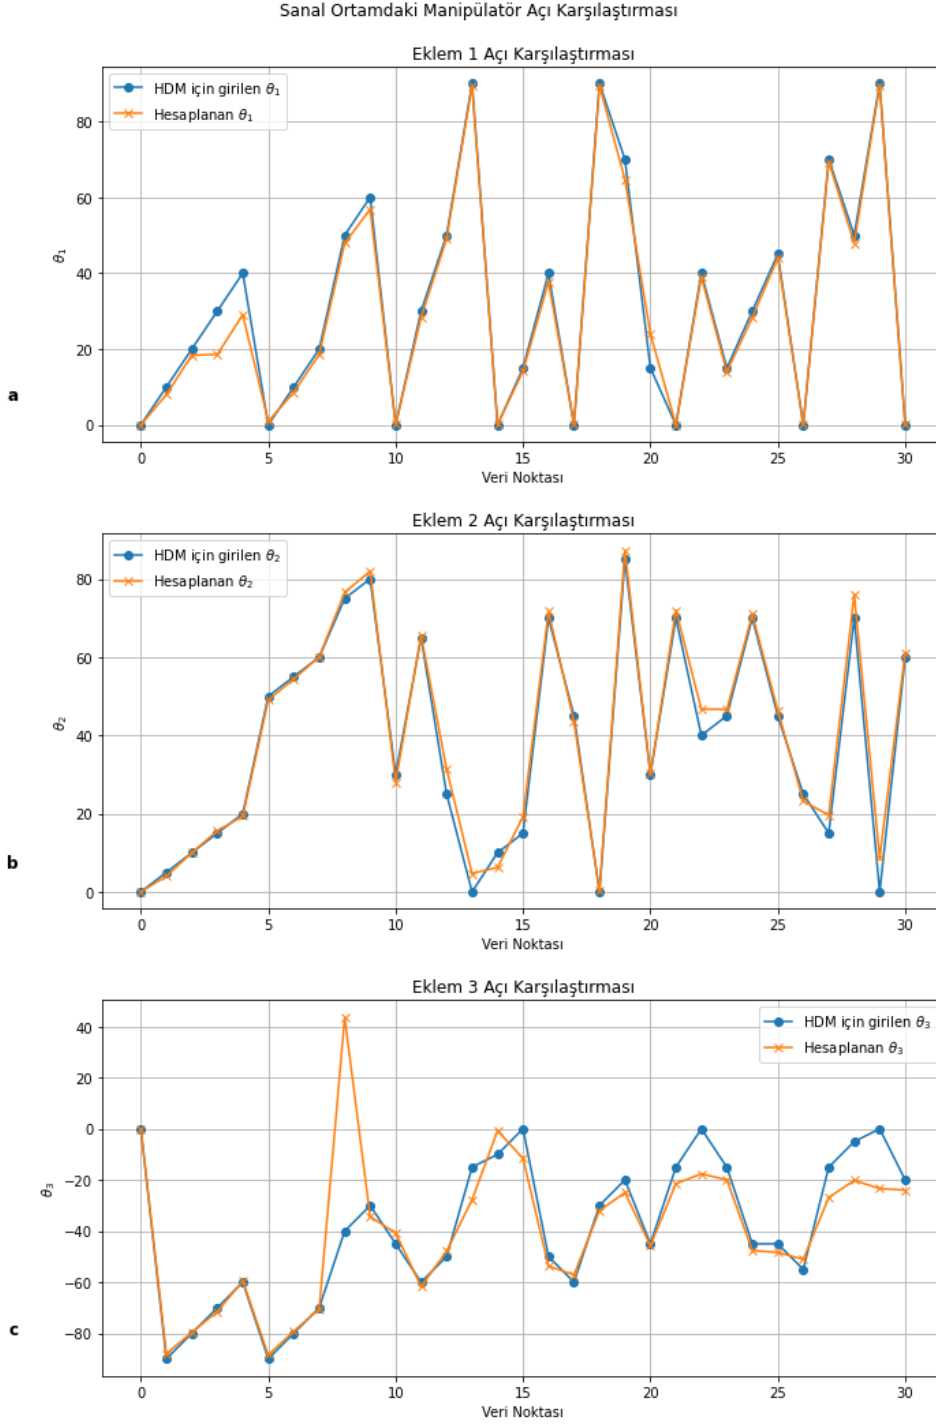 Sanal Ortamdaki Manipülatör Açı Karşılaştırması
Eklem 1 Açı Karşılaştırması
HDM için girilen θ₁
Hesaplanan θ₁
80
60
40
20
0
θ₁
a
0 5 10 15 20 25 30
Veri Noktası
Eklem 2 Açı Karşılaştırması
HDM için girilen θ₂
Hesaplanan θ₂
80
60
40
20
0
θ₂
b
0 5 10 15 20 25 30
Veri Noktası
Eklem 3 Açı Karşılaştırması
HDM için girilen θ₃
Hesaplanan θ₃
40
20
0
−20
−40
−60
−80
θ₃
c
0 5 10 15 20 25 30
Veri Noktası